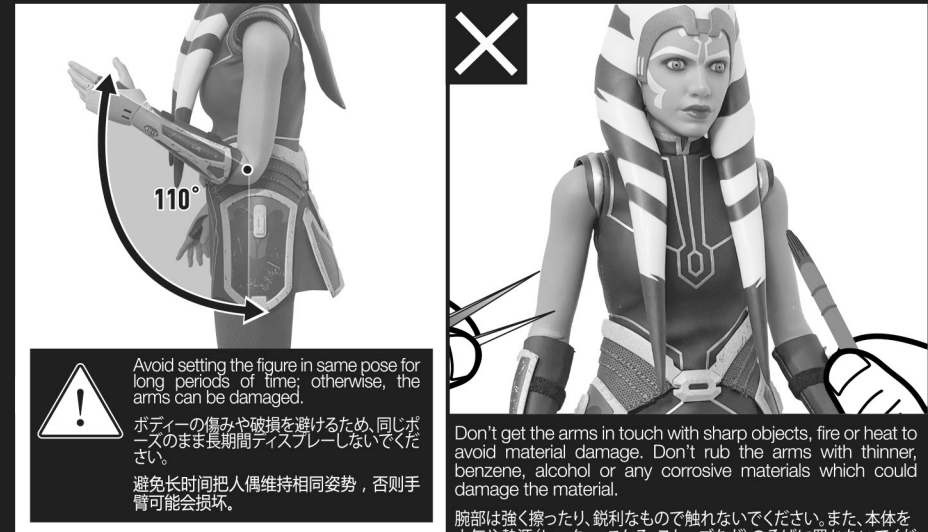 110°
Avoid setting the figure in same pose for
long periods of time; otherwise, the
arms can be damaged.
ボディーの傷みや破損を避けるため、同じポ
ーズのまま長期間ディスプレーしないでくだ
さい。
避免长时间把人偶维持相同姿势，否则手
臂可能会损坏。
Don't get the arms in touch with sharp objects, fire or heat to
avoid material damage. Don't rub the arms with thinner,
benzene, alcohol or any corrosive materials which could
damage the material.
腕部は強く擦ったり、鋭利なもので触れないでください。また、本体を